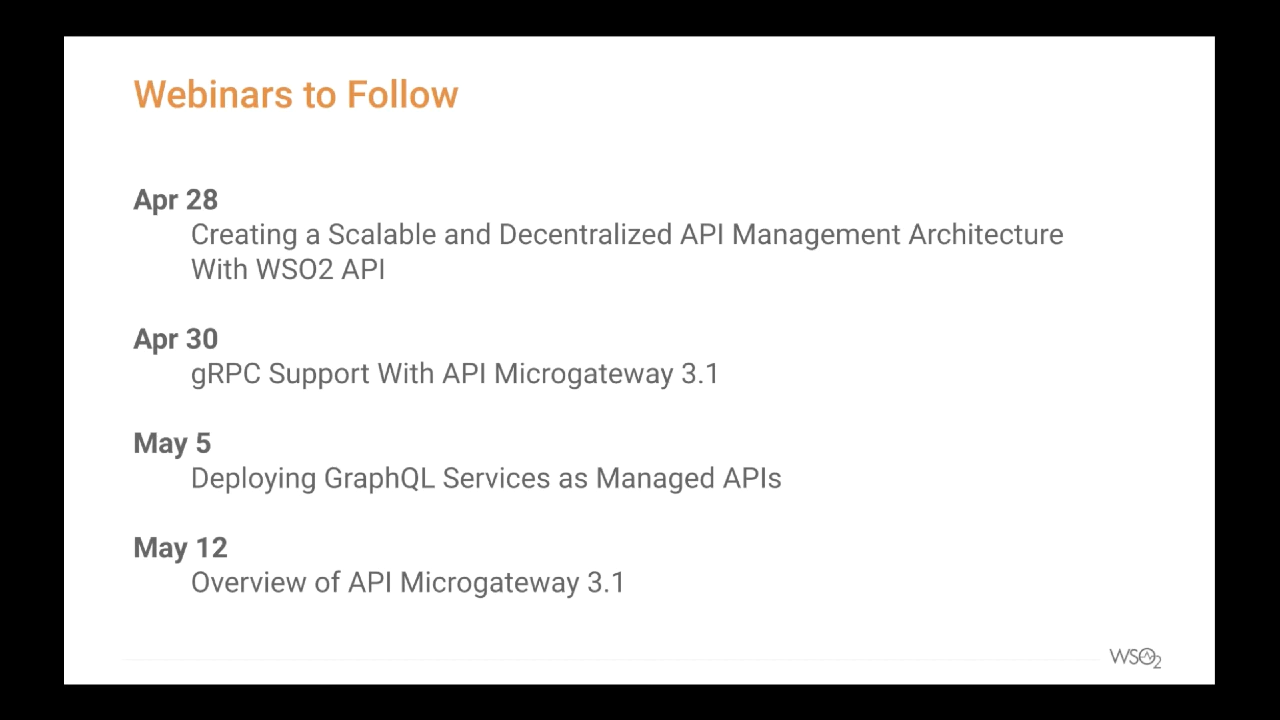 Webinars to Follow
Apr 28
Creating a Scalable and Decentralized API Management Architecture
With WSO2 API
Apr 30
gRPC Support With API Microgateway 3.1
May 5
Deploying GraphQL Services as Managed APIs
May 12
Overview of API Microgateway 3.1
WSO2